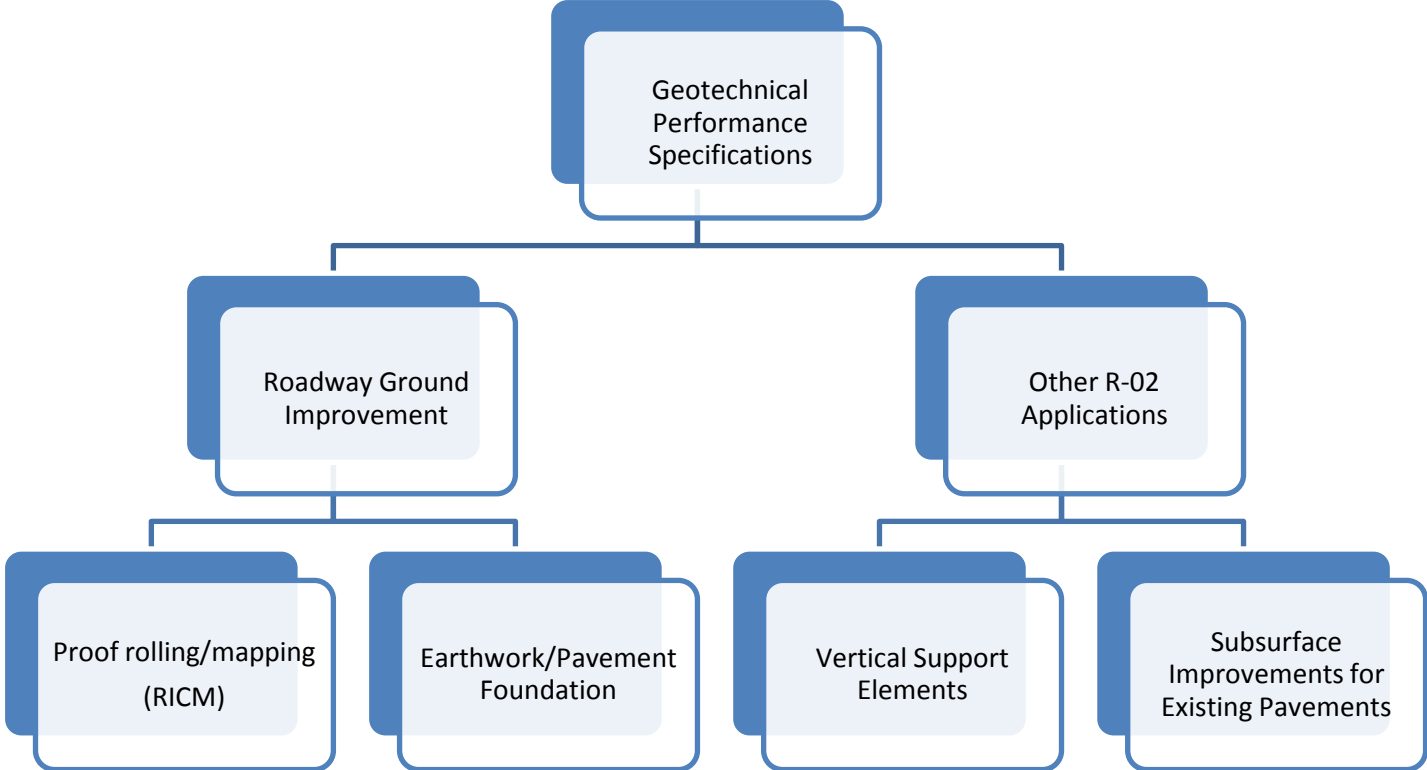 Geotechnical
Performance
Specifications
Roadway Ground
Improvement
Other R-02
Applications
Proof rolling/mapping
(RICM)
Earthwork/Pavement
Foundation
Vertical Support
Elements
Subsurface
Improvements for
Existing Pavements